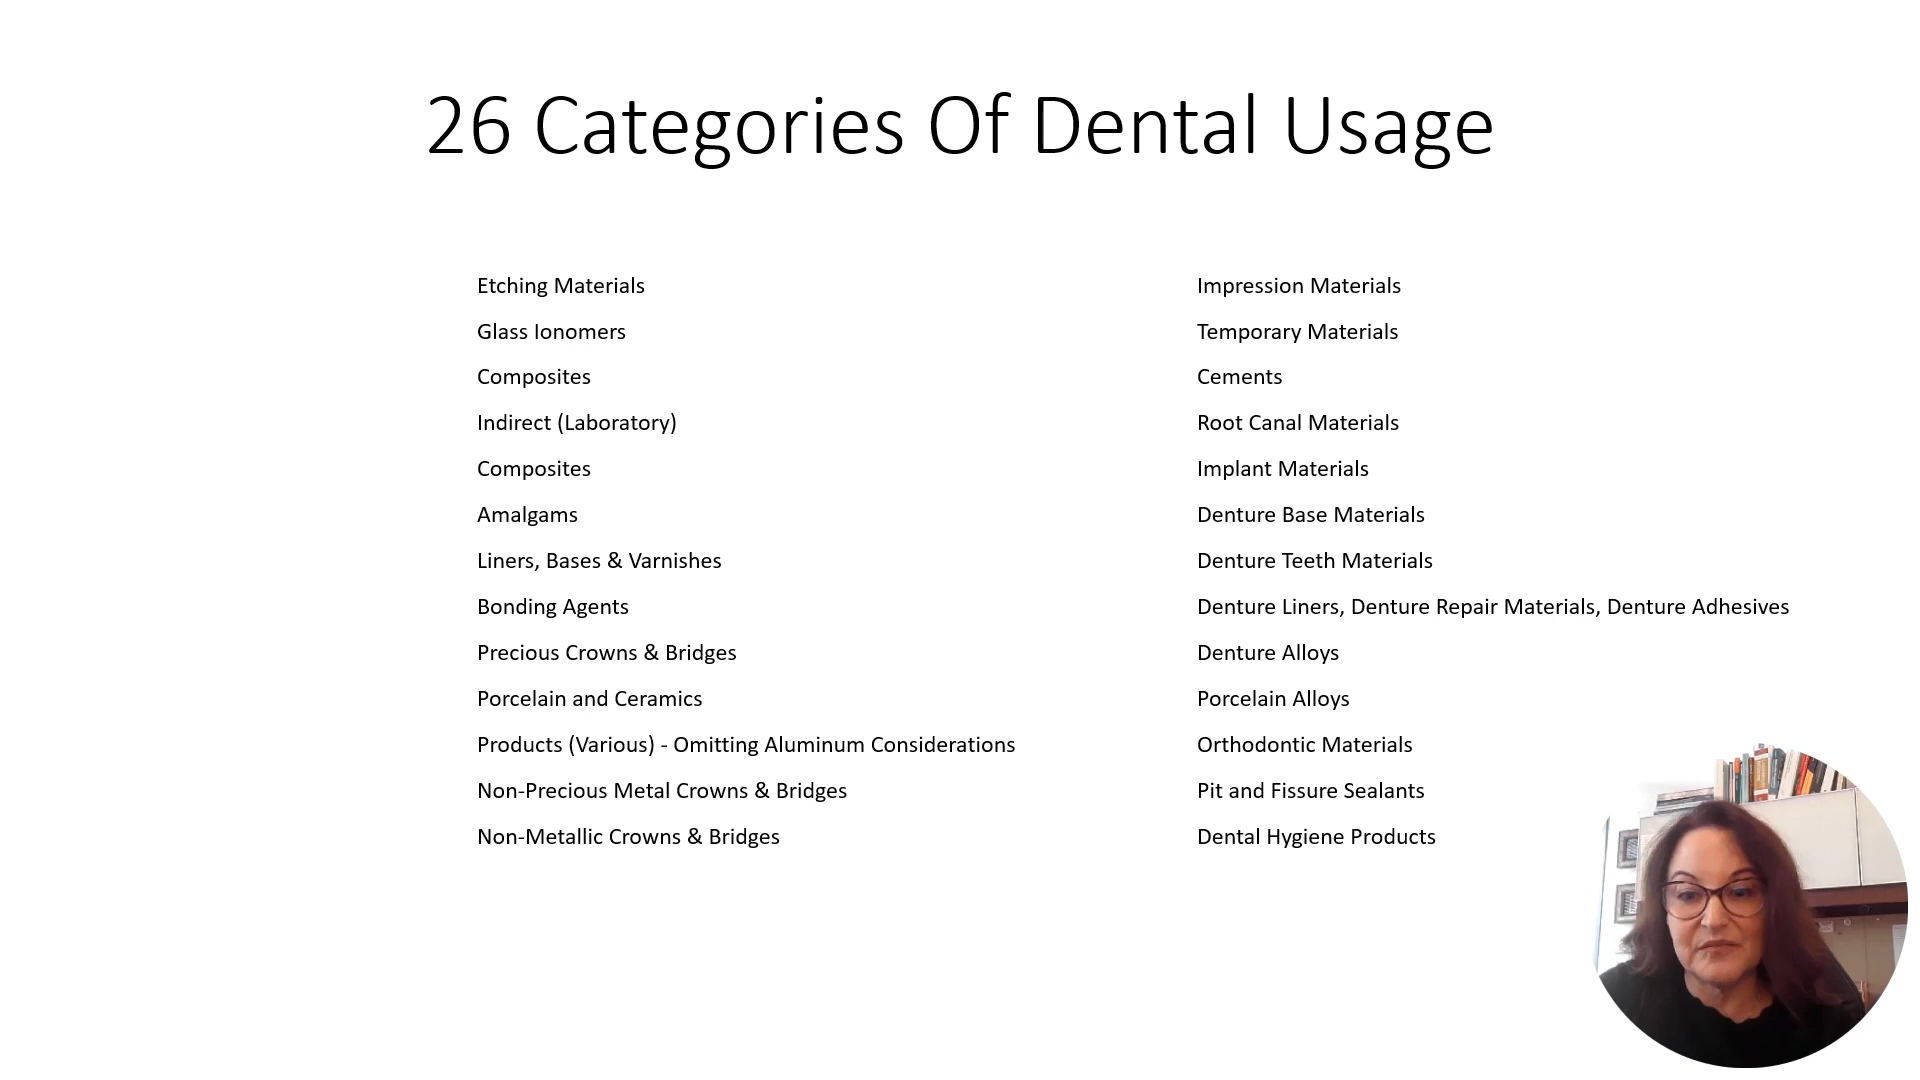 26 Categories Of Dental Usage
Etching Materials
Glass Ionomers
Composites
Indirect (Laboratory)
Composites
Amalgams
Liners, Bases & Varnishes
Bonding Agents
Precious Crowns & Bridges
Porcelain and Ceramics
Products (Various) - Omitting Aluminum Considerations
Non-Precious Metal Crowns & Bridges
Non-Metallic Crowns & Bridges
Impression Materials
Temporary Materials
Cements
Root Canal Materials
Implant Materials
Denture Base Materials
Denture Teeth Materials
Denture Liners, Denture Repair Materials, Denture Adhesives
Denture Alloys
Porcelain Alloys
Orthodontic Materials
Pit and Fissure Sealants
Dental Hygiene Products